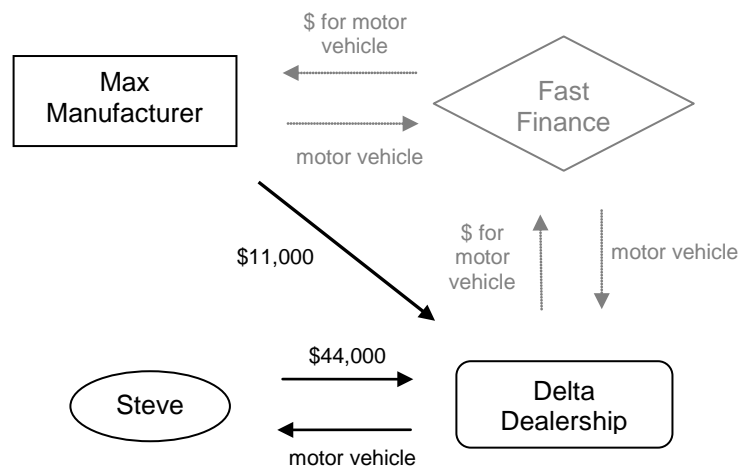 $ for motor
vehicle
Max
Manufacturer
Fast
Finance
motor vehicle
$11,000
$ for
motor
vehicle
motor vehicle
$44,000
Steve
Delta
Dealership
motor vehicle